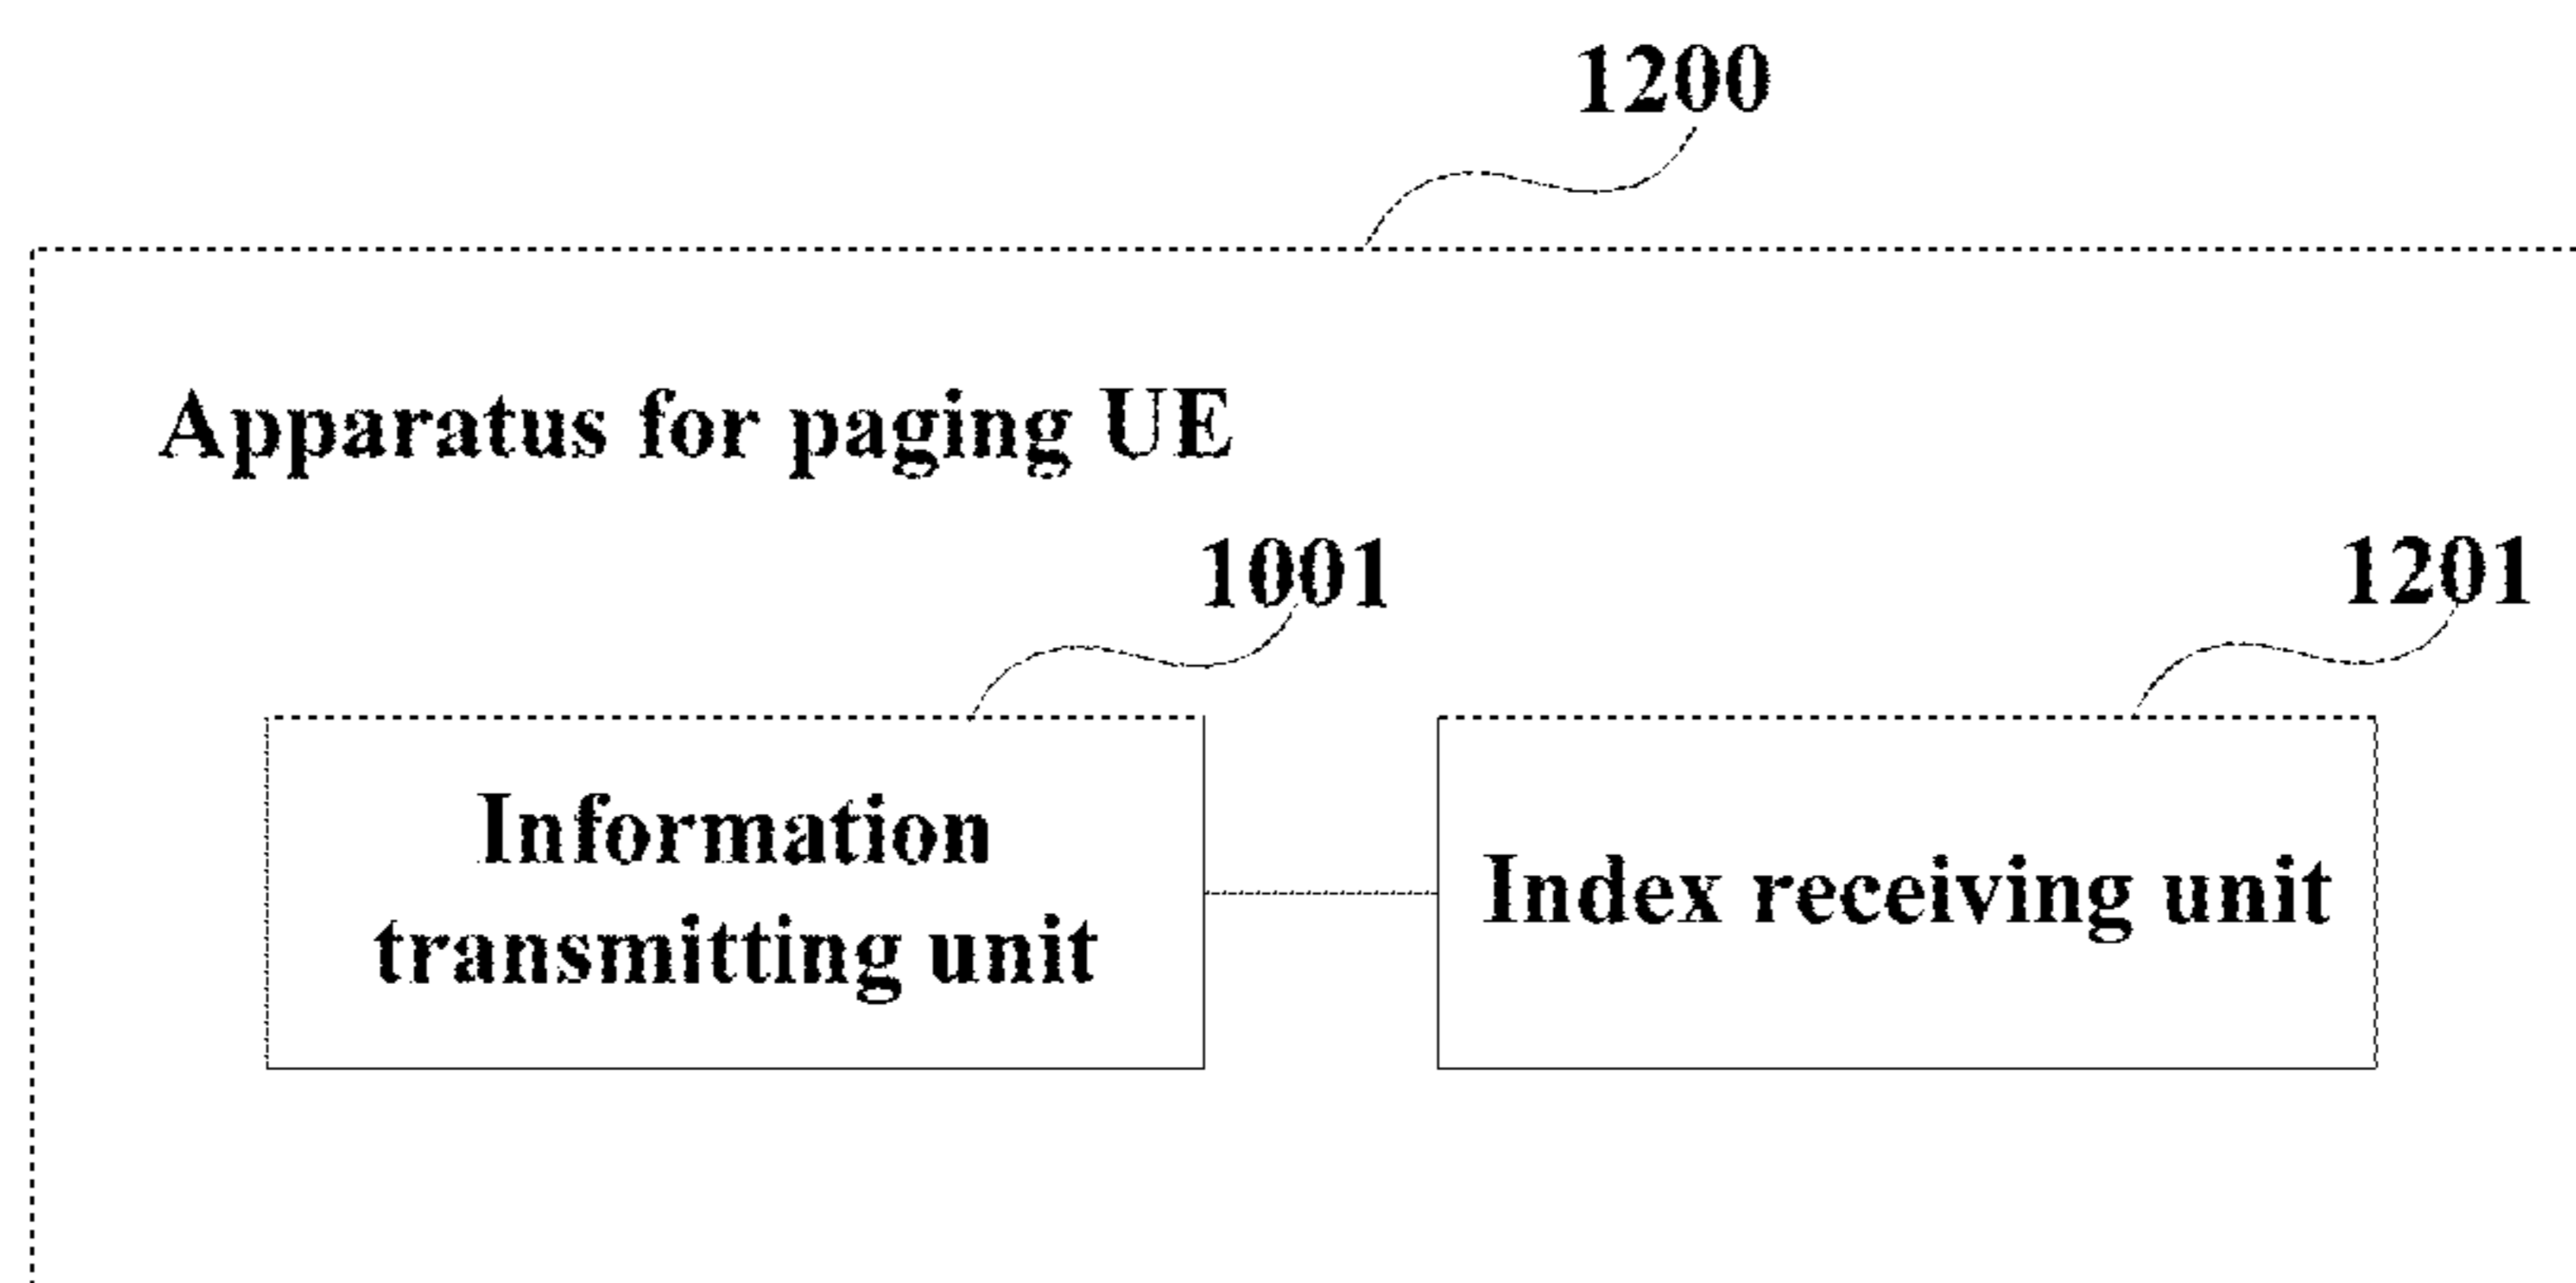 1200
Apparatus for paging UE
1001
1201
Information
transmitting unit
Index receiving unit